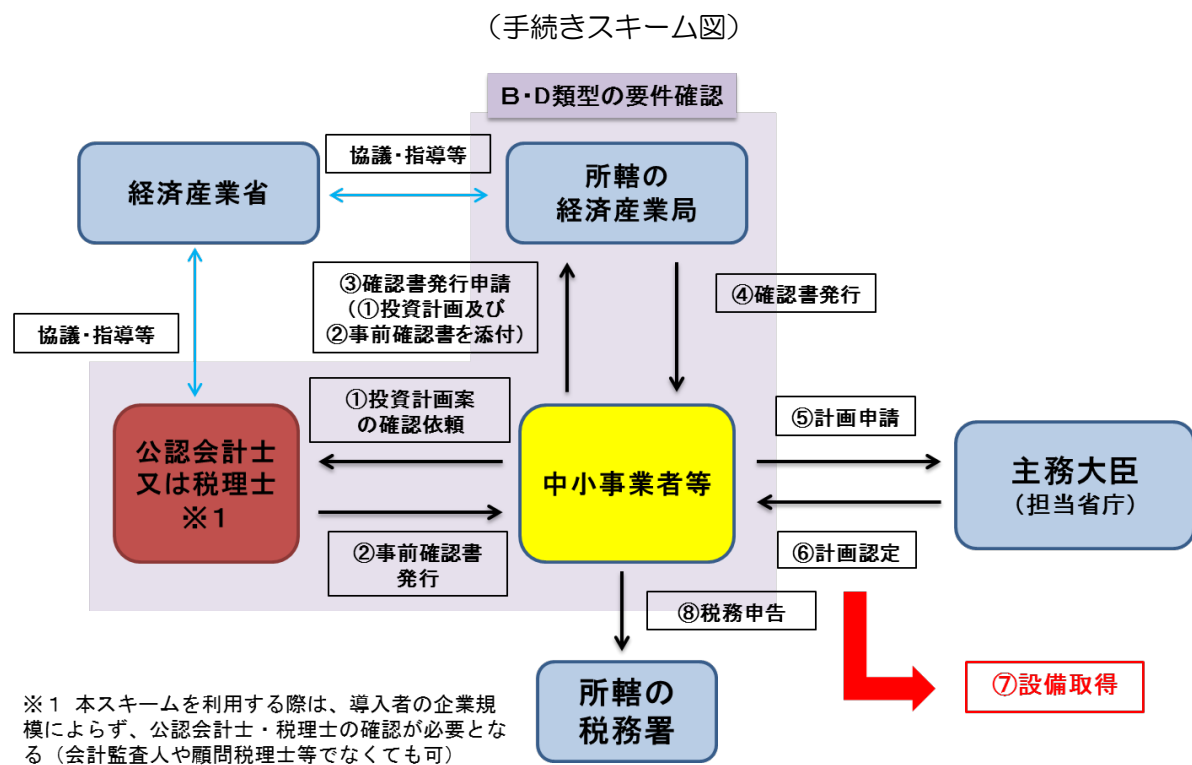 （手続きスキーム図）
B・D類型の要件確認
経済産業省
協議・指導等
所轄の
経済産業局
③確認書発行申請
（①投資計画及び
②事前確認書を添付）
④確認書発行
協議・指導等
公認会計士
又は税理士
※１
①投資計画案
の確認依頼
②事前確認書
発行
中小事業者等
⑤計画申請
⑥計画認定
主務大臣
（担当省庁）
⑧税務申告
⑦設備取得
所轄の
税務署
※１ 本スキームを利用する際は、導入者の企業規
模によらず、公認会計士・税理士の確認が必要とな
る（会計監査人や顧問税理士等でなくても可）